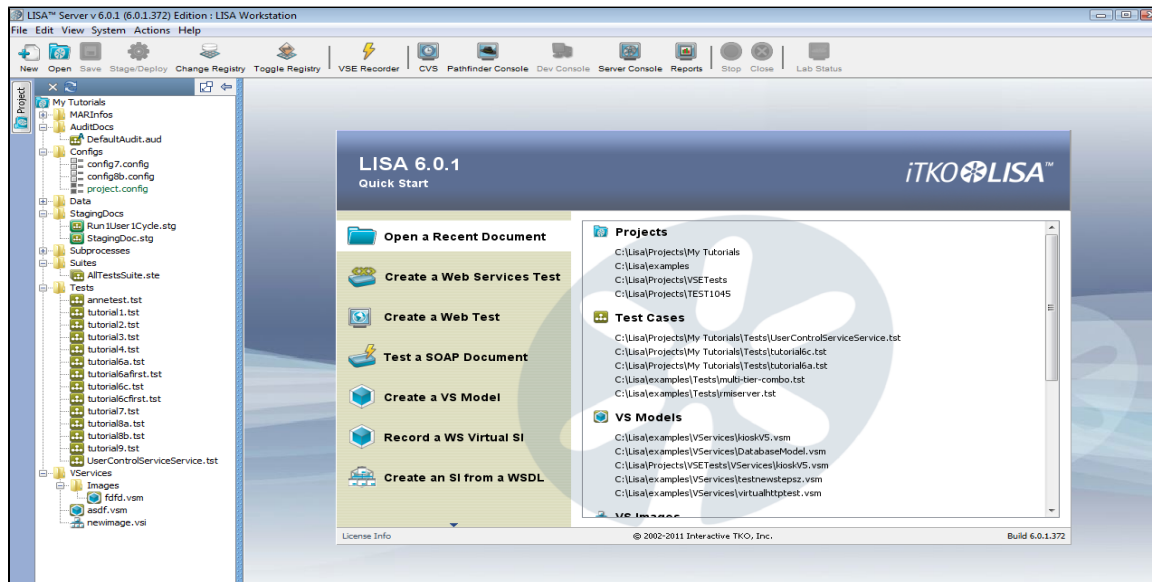 LISA™ Server v 6.0.1 (6.0.1.372) Edition : LISA Workstation
File Edit View System Actions Help
New Open Save Stage/Deploy Change Registry Toggle Registry VSE Recorder CVS Pathfinder Console Dev Console Server Console Reports Stop Close Lab Status
Project
My Tutorials
MARInfos
AuditDocs
DefaultAudit.aud
Configs
config7.config
config8b.config
project.config
Data
StagingDocs
Run1User1Cycle.stg
StagingDoc.stg
Subprocesses
Suites
AllTestsSuite.ste
Tests
annetest.tst
tutorial1.tst
tutorial2.tst
tutorial3.tst
tutorial4.tst
tutorial6a.tst
tutorial6afirst.tst
tutorial6c.tst
tutorial6cfirst.tst
tutorial7.tst
tutorial8a.tst
tutorial8b.tst
tutorial9.tst
UserControlServiceService.tst
VServices
Images
fdfd.vsm
asdf.vsm
newimage.vsi
LISA 6.0.1
Quick Start
iTKO LISA™
Open a Recent Document
Create a Web Services Test
Create a Web Test
Test a SOAP Document
Create a VS Model
Record a WS Virtual SI
Create an SI from a WSDL
Projects
C:\Lisa\Projects\My Tutorials
C:\Lisa\examples
C:\Lisa\Projects\VSETests
C:\Lisa\Projects\TEST1045
Test Cases
C:\Lisa\Projects\My Tutorials\Tests\UserControlServiceService.tst
C:\Lisa\Projects\My Tutorials\Tests\tutorial6c.tst
C:\Lisa\Projects\My Tutorials\Tests\tutorial6a.tst
C:\Lisa\examples\Tests\multi-tier-combo.tst
C:\Lisa\examples\Tests\rmiserver.tst
VS Models
C:\Lisa\examples\VServices\kioskV5.vsm
C:\Lisa\examples\VServices\DatabaseModel.vsm
C:\Lisa\Projects\VSETests\VServices\kioskV5.vsm
C:\Lisa\examples\VServices\testnewstepsz.vsm
C:\Lisa\examples\VServices\virtualhttptest.vsm
VS Images
License Info
© 2002-2011 Interactive TKO, Inc.
Build 6.0.1.372